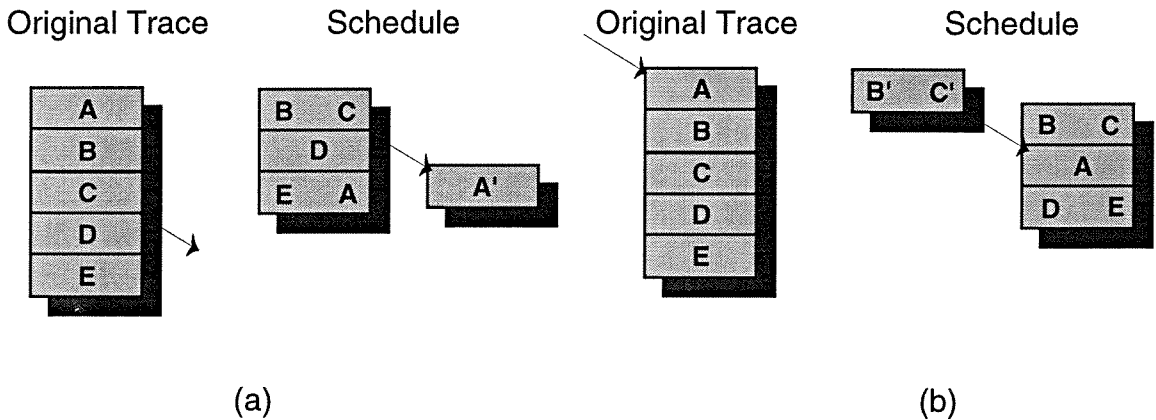 Original Trace
Schedule
A
B
C
D
E
B C
D
E A
A'
(a)
Original Trace
Schedule
A
B
C
D
E
B' C'
B C
A
D E
(b)